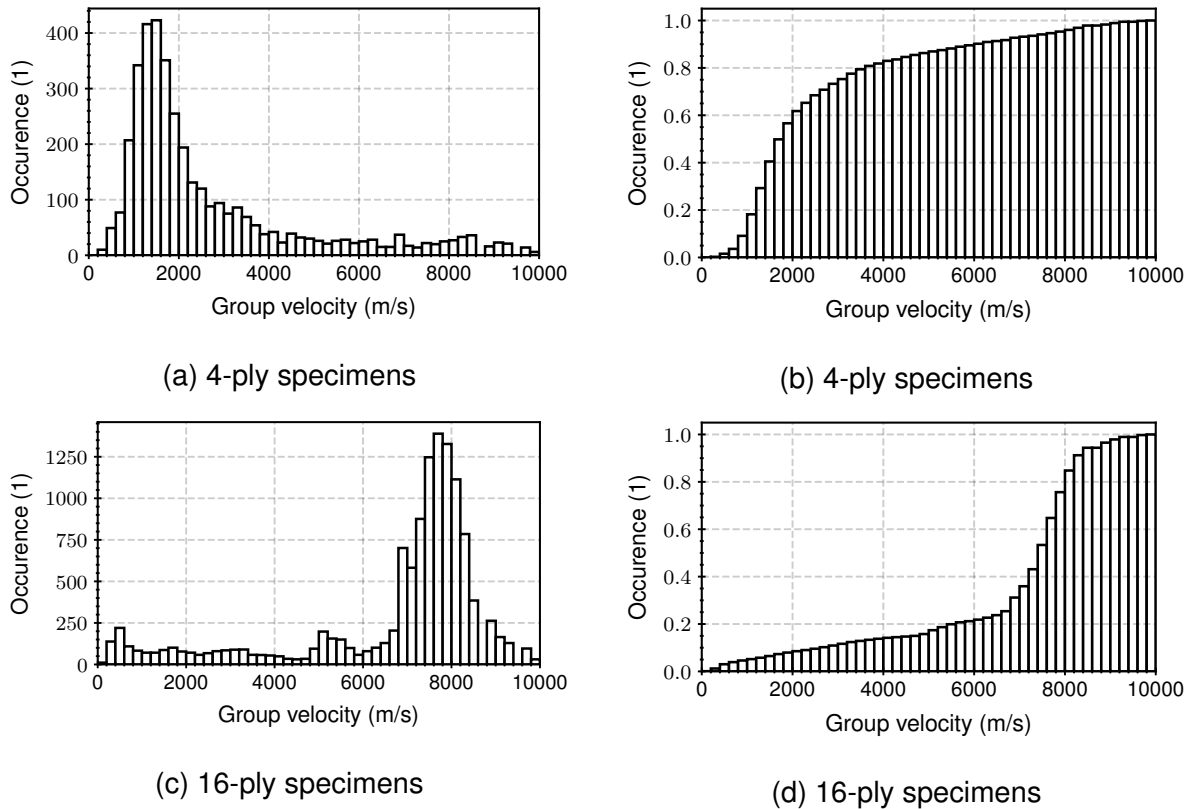 400
300
200
100
0
Occurence (1)
0 2000 4000 6000 8000 10000
Group velocity (m/s)
(a) 4-ply specimens
1.0
0.8
0.6
0.4
0.2
0.0
Occurence (1)
0 2000 4000 6000 8000 10000
Group velocity (m/s)
(b) 4-ply specimens
1250
1000
750
500
250
0
Occurence (1)
0 2000 4000 6000 8000 10000
Group velocity (m/s)
(c) 16-ply specimens
1.0
0.8
0.6
0.4
0.2
0.0
Occurence (1)
0 2000 4000 6000 8000 10000
Group velocity (m/s)
(d) 16-ply specimens